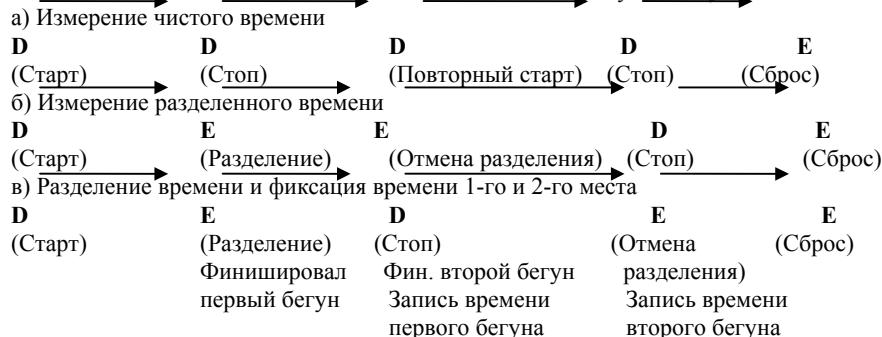 а) Измерение чистого времени
D D D D E
(Старт) (Стоп) (Повторный старт) (Стоп) (Сброс)
б) Измерение разделенного времени
D E E D E
(Старт) (Разделение) (Отмена разделения) (Стоп) (Сброс)
в) Разделение времени и фиксация времени 1-го и 2-го места
D E D E E
(Старт) (Разделение) (Стоп) (Отмена (Сброс)
Финишировал Фин. второй бегун разделения)
первый бегун Запись времени Запись времени
первого бегуна второго бегуна